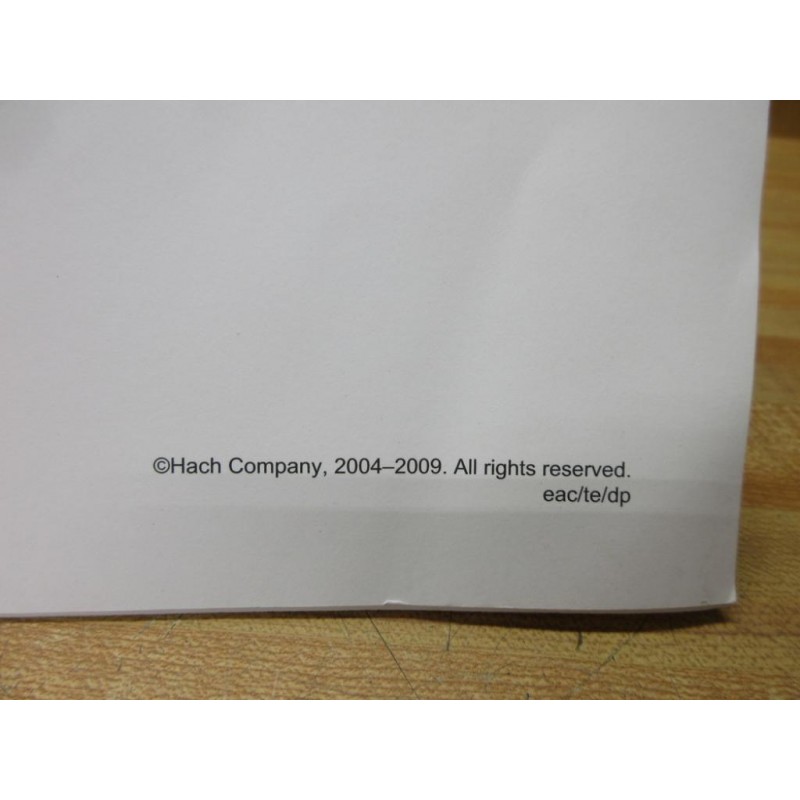 ©Hach Company, 2004–2009. All rights reserved.
eac/te/dp